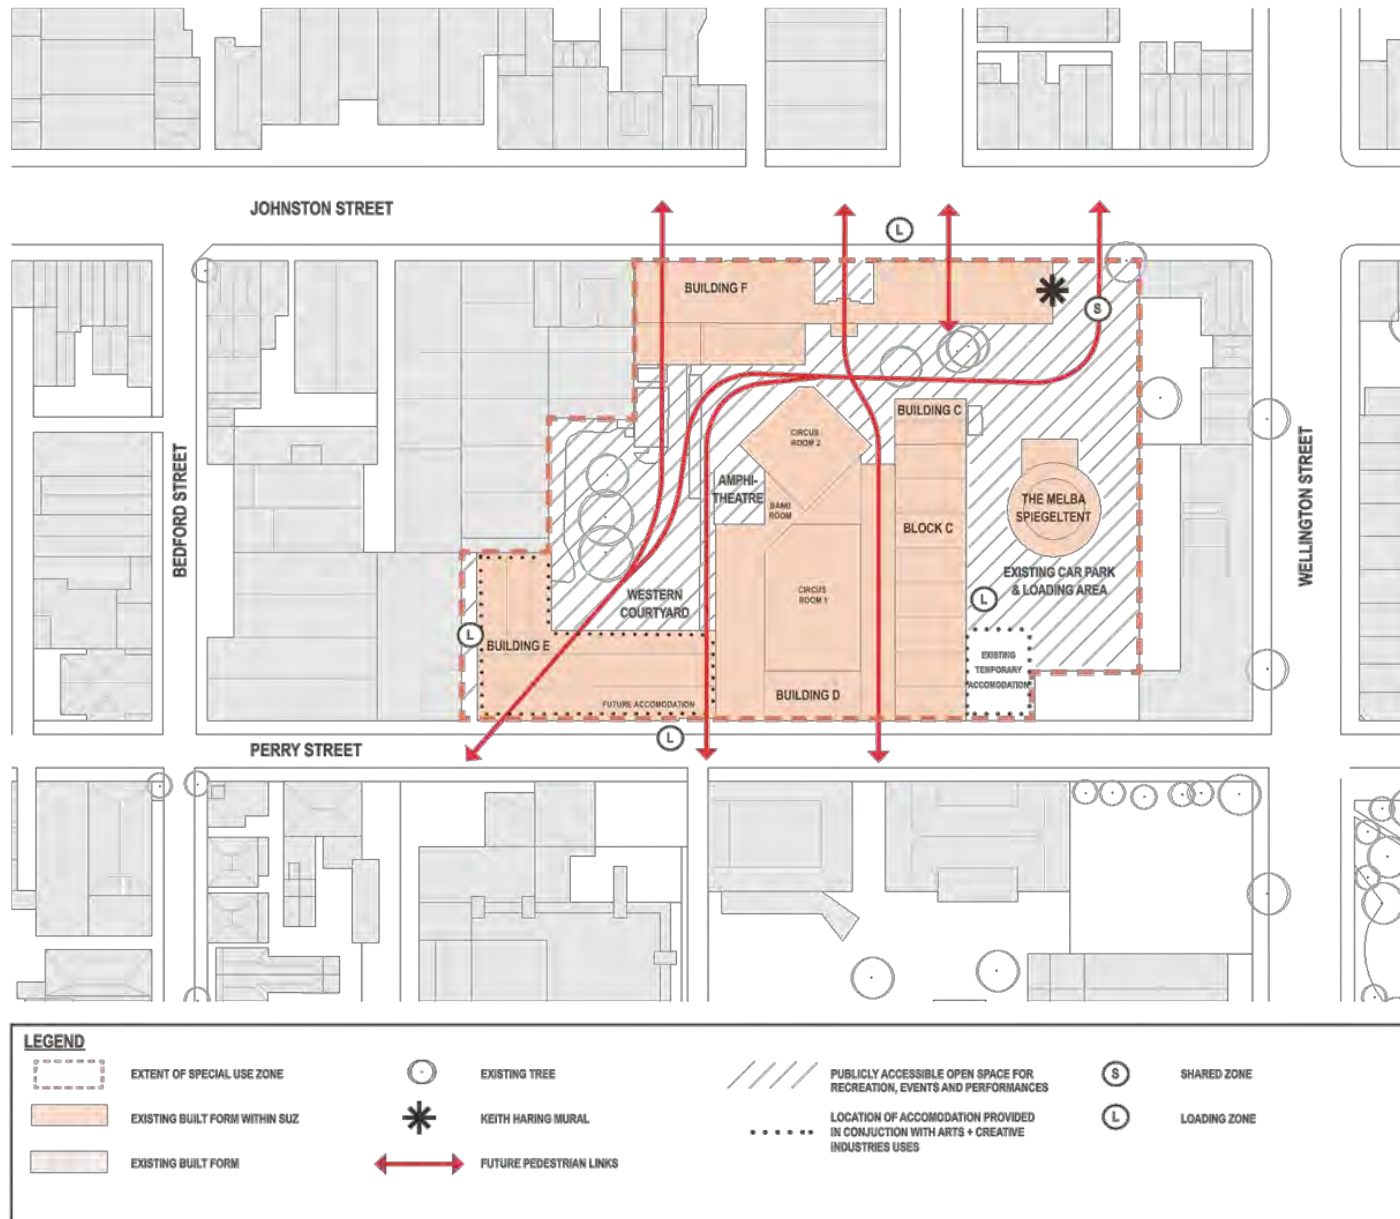 JOHNSTON STREET
L
BUILDING F
S
BUILDING C
CIRCUS
ROOM 2
BEDFORD STREET
WELLINGTON STREET
AMPHI-
THEATRE
BAND
ROOM
THE MELBA
SPIEGELTENT
BLOCK C
EXISTING CAR PARK
& LOADING AREA
CIRCUS
ROOM 1
WESTERN
COURTYARD
L
L
BUILDING E
EXISTING
TEMPORARY
ACCOMODATION
BUILDING D
FUTURE ACCOMODATION
L
PERRY STREET
LEGEND
EXTENT OF SPECIAL USE ZONE
EXISTING BUILT FORM WITHIN SUZ
EXISTING BUILT FORM
EXISTING TREE
KEITH HARING MURAL
FUTURE PEDESTRIAN LINKS
PUBLICLY ACCESSIBLE OPEN SPACE FOR
RECREATION, EVENTS AND PERFORMANCES
LOCATION OF ACCOMODATION PROVIDED
IN CONJUCTION WITH ARTS + CREATIVE
INDUSTRIES USES
S
SHARED ZONE
L
LOADING ZONE